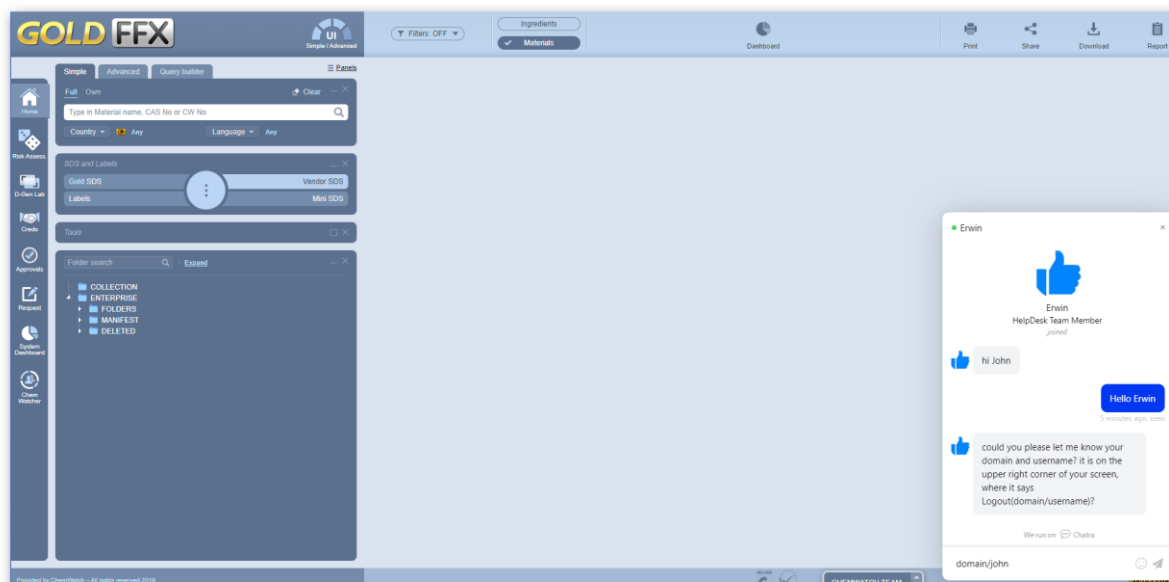 GOLD FFX
UI
Simple / Advanced
Filters: OFF
Ingredients
Materials
Dashboard
Print
Share
Download
Report
Simple
Advanced
Query builder
Panels
Full
Own
Clear
Type in Material name, CAS No or CW No
Country
Any
Language
Any
SDS and Labels
Gold SDS
Vendor SDS
Labels
Mini SDS
Tools
Folder search
Expand
COLLECTION
ENTERPRISE
FOLDERS
MANIFEST
DELETED
Home
Risk Assess.
D-Gen Lab
Credo
Approvals
Request
System
Dashboard
Chem
Watcher
Erwin
Erwin
HelpDesk Team Member
joined
hi John
Hello Erwin
5 minutes ago, seen
could you please let me know your
domain and username? it is on the
upper right corner of your screen,
where it says
Logout(domain/username)?
We run on Chatra
domain/john
Provided by ChemWatch – All rights reserved 2019
CHEMWATCH TEAM